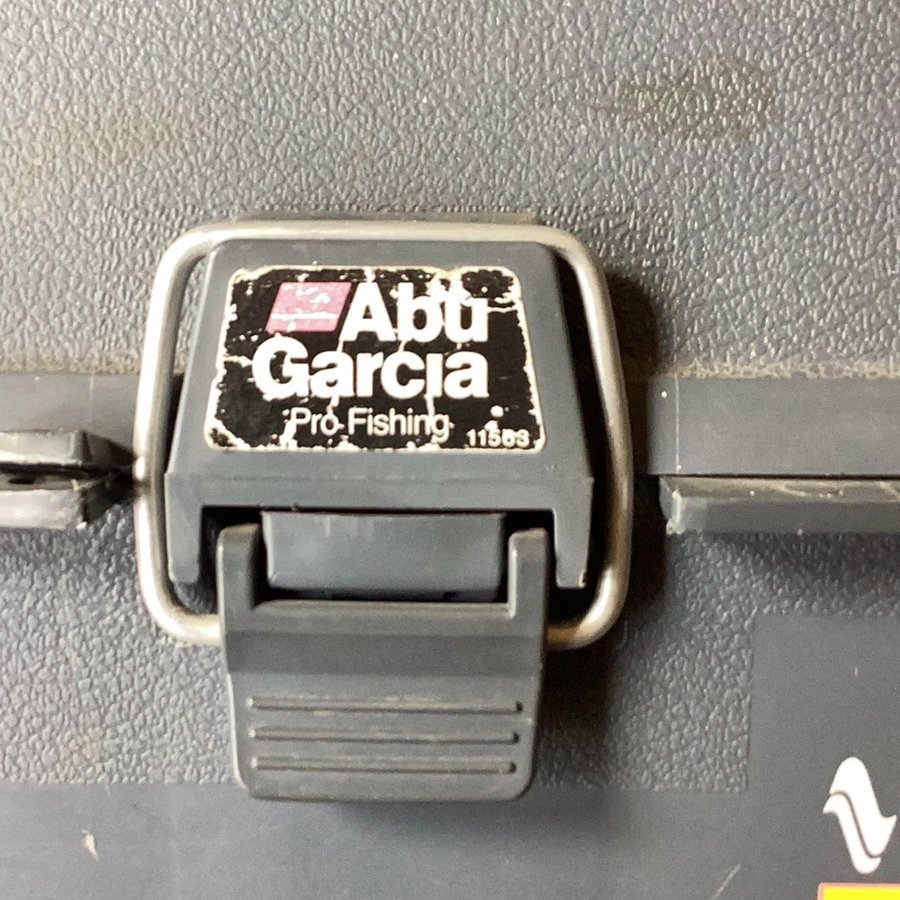 Abu
Garcia
Pro Fishing
11563